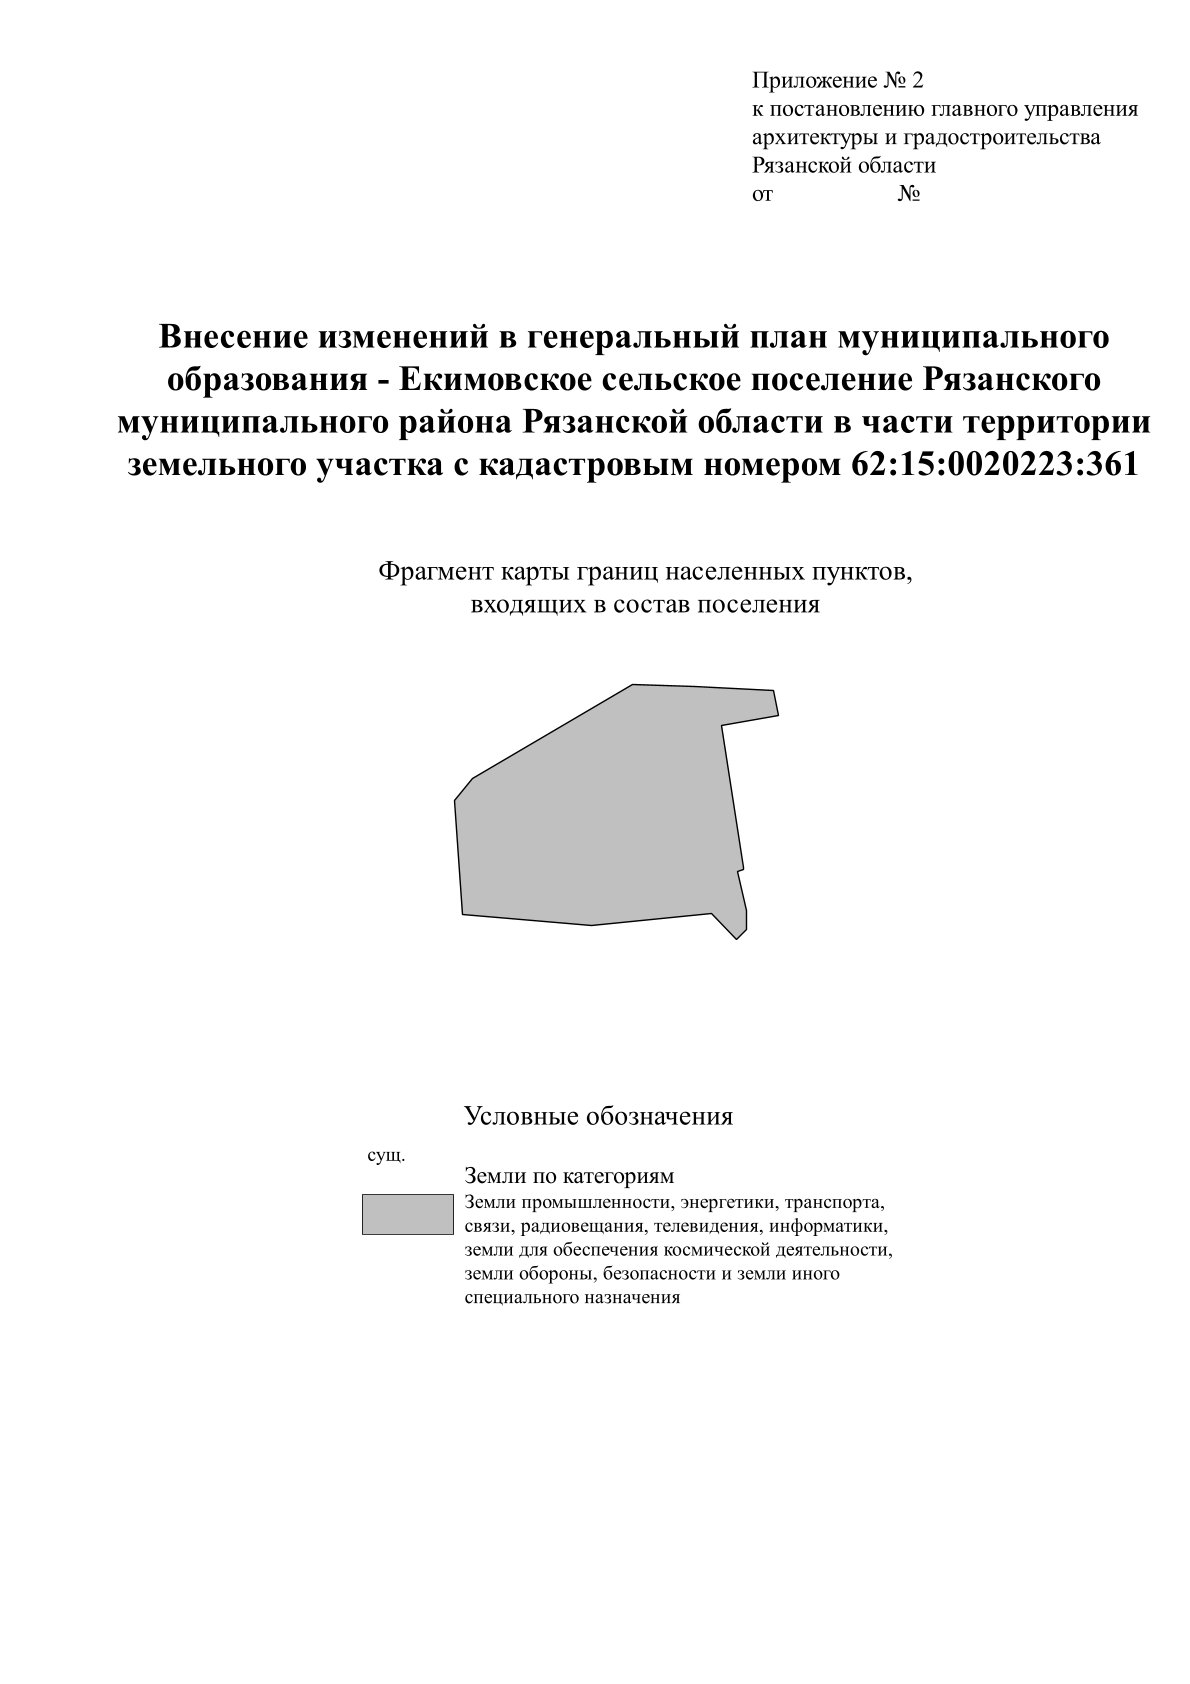 Приложение № 2
к постановлению главного управления
архитектуры и градостроительства
Рязанской области
от №
Внесение изменений в генеральный план муниципального
образования - Екимовское сельское поселение Рязанского
муниципального района Рязанской области в части территории
земельного участка с кадастровым номером 62:15:0020223:361
Фрагмент карты границ населенных пунктов,
входящих в состав поселения
Условные обозначения
сущ.
Земли по категориям
Земли промышленности, энергетики, транспорта,
связи, радиовещания, телевидения, информатики,
земли для обеспечения космической деятельности,
земли обороны, безопасности и земли иного
специального назначения